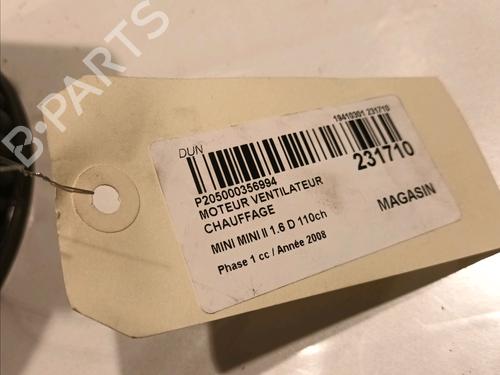 B-PARTS
DUN
19410301 231710
P205000356994
231710
MOTEUR VENTILATEUR
CHAUFFAGE
MAGASIN
MINI MINI II 1.6 D 110ch
Phase 1 cc / Année 2008